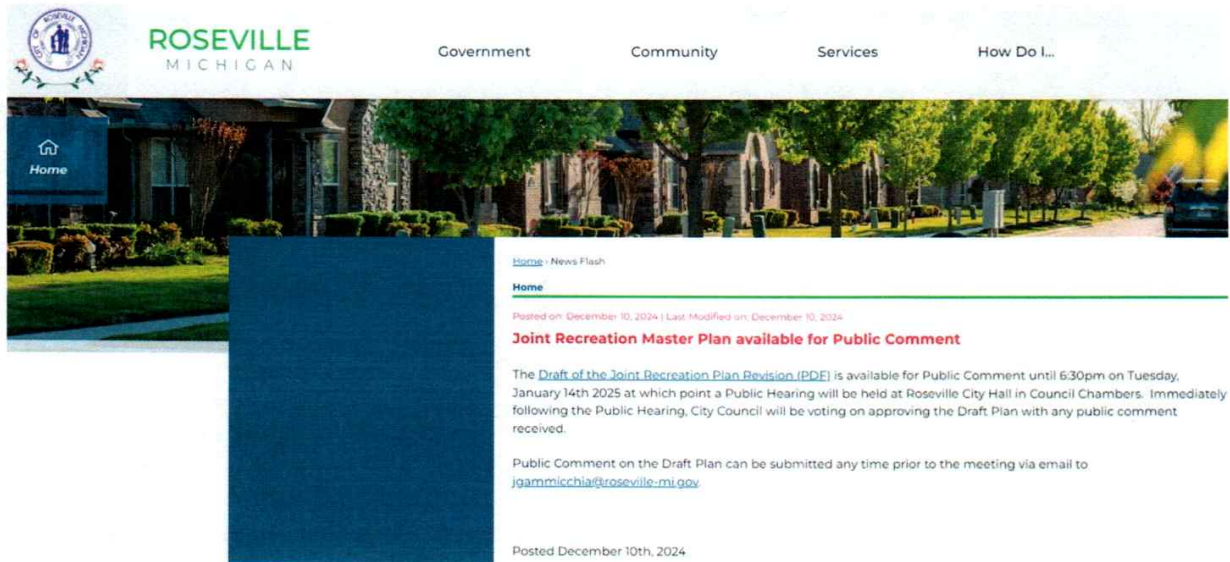 CITY OF ROSEVILLE MICHIGAN
ROSEVILLE
MICHIGAN
Government
Community
Services
How Do I...
Home
Home › News Flash
Home
Posted on: December 10, 2024 | Last Modified on: December 10, 2024
Joint Recreation Master Plan available for Public Comment
The Draft of the Joint Recreation Plan Revision (PDF) is available for Public Comment until 6:30pm on Tuesday,
January 14th 2025 at which point a Public Hearing will be held at Roseville City Hall in Council Chambers. Immediately
following the Public Hearing, City Council will be voting on approving the Draft Plan with any public comment
received.
Public Comment on the Draft Plan can be submitted any time prior to the meeting via email to
jgammicchia@roseville-mi.gov.
Posted December 10th, 2024